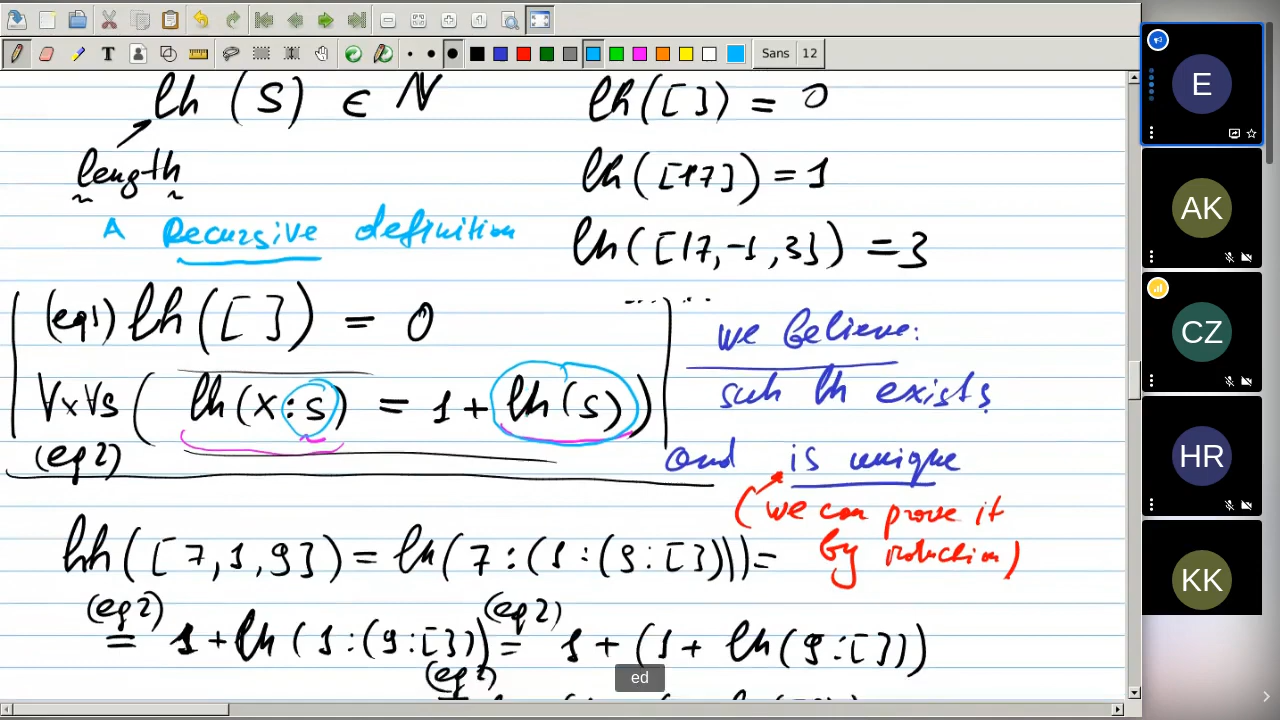 T Sans 12
lh (S) ∈ N
lh([ ]) = 0
length
lh([17]) = 1
A Recursive definition
lh([17, -1, 3]) = 3
(eq1) lh([ ]) = 0
we believe:
∀x∀s ( lh(x:s) = 1 + lh(s) )
such lh exists
(eq2)
and is unique
(we can prove it
by induction)
lh([7, 1, 9]) = lh(7:(1:(9:[]))) =
(eq2) (eq2)
= 1 + lh(1:(9:[])) = 1 + (1 + lh(9:[]))
(eq2)
ed
E
AK
CZ
HR
KK